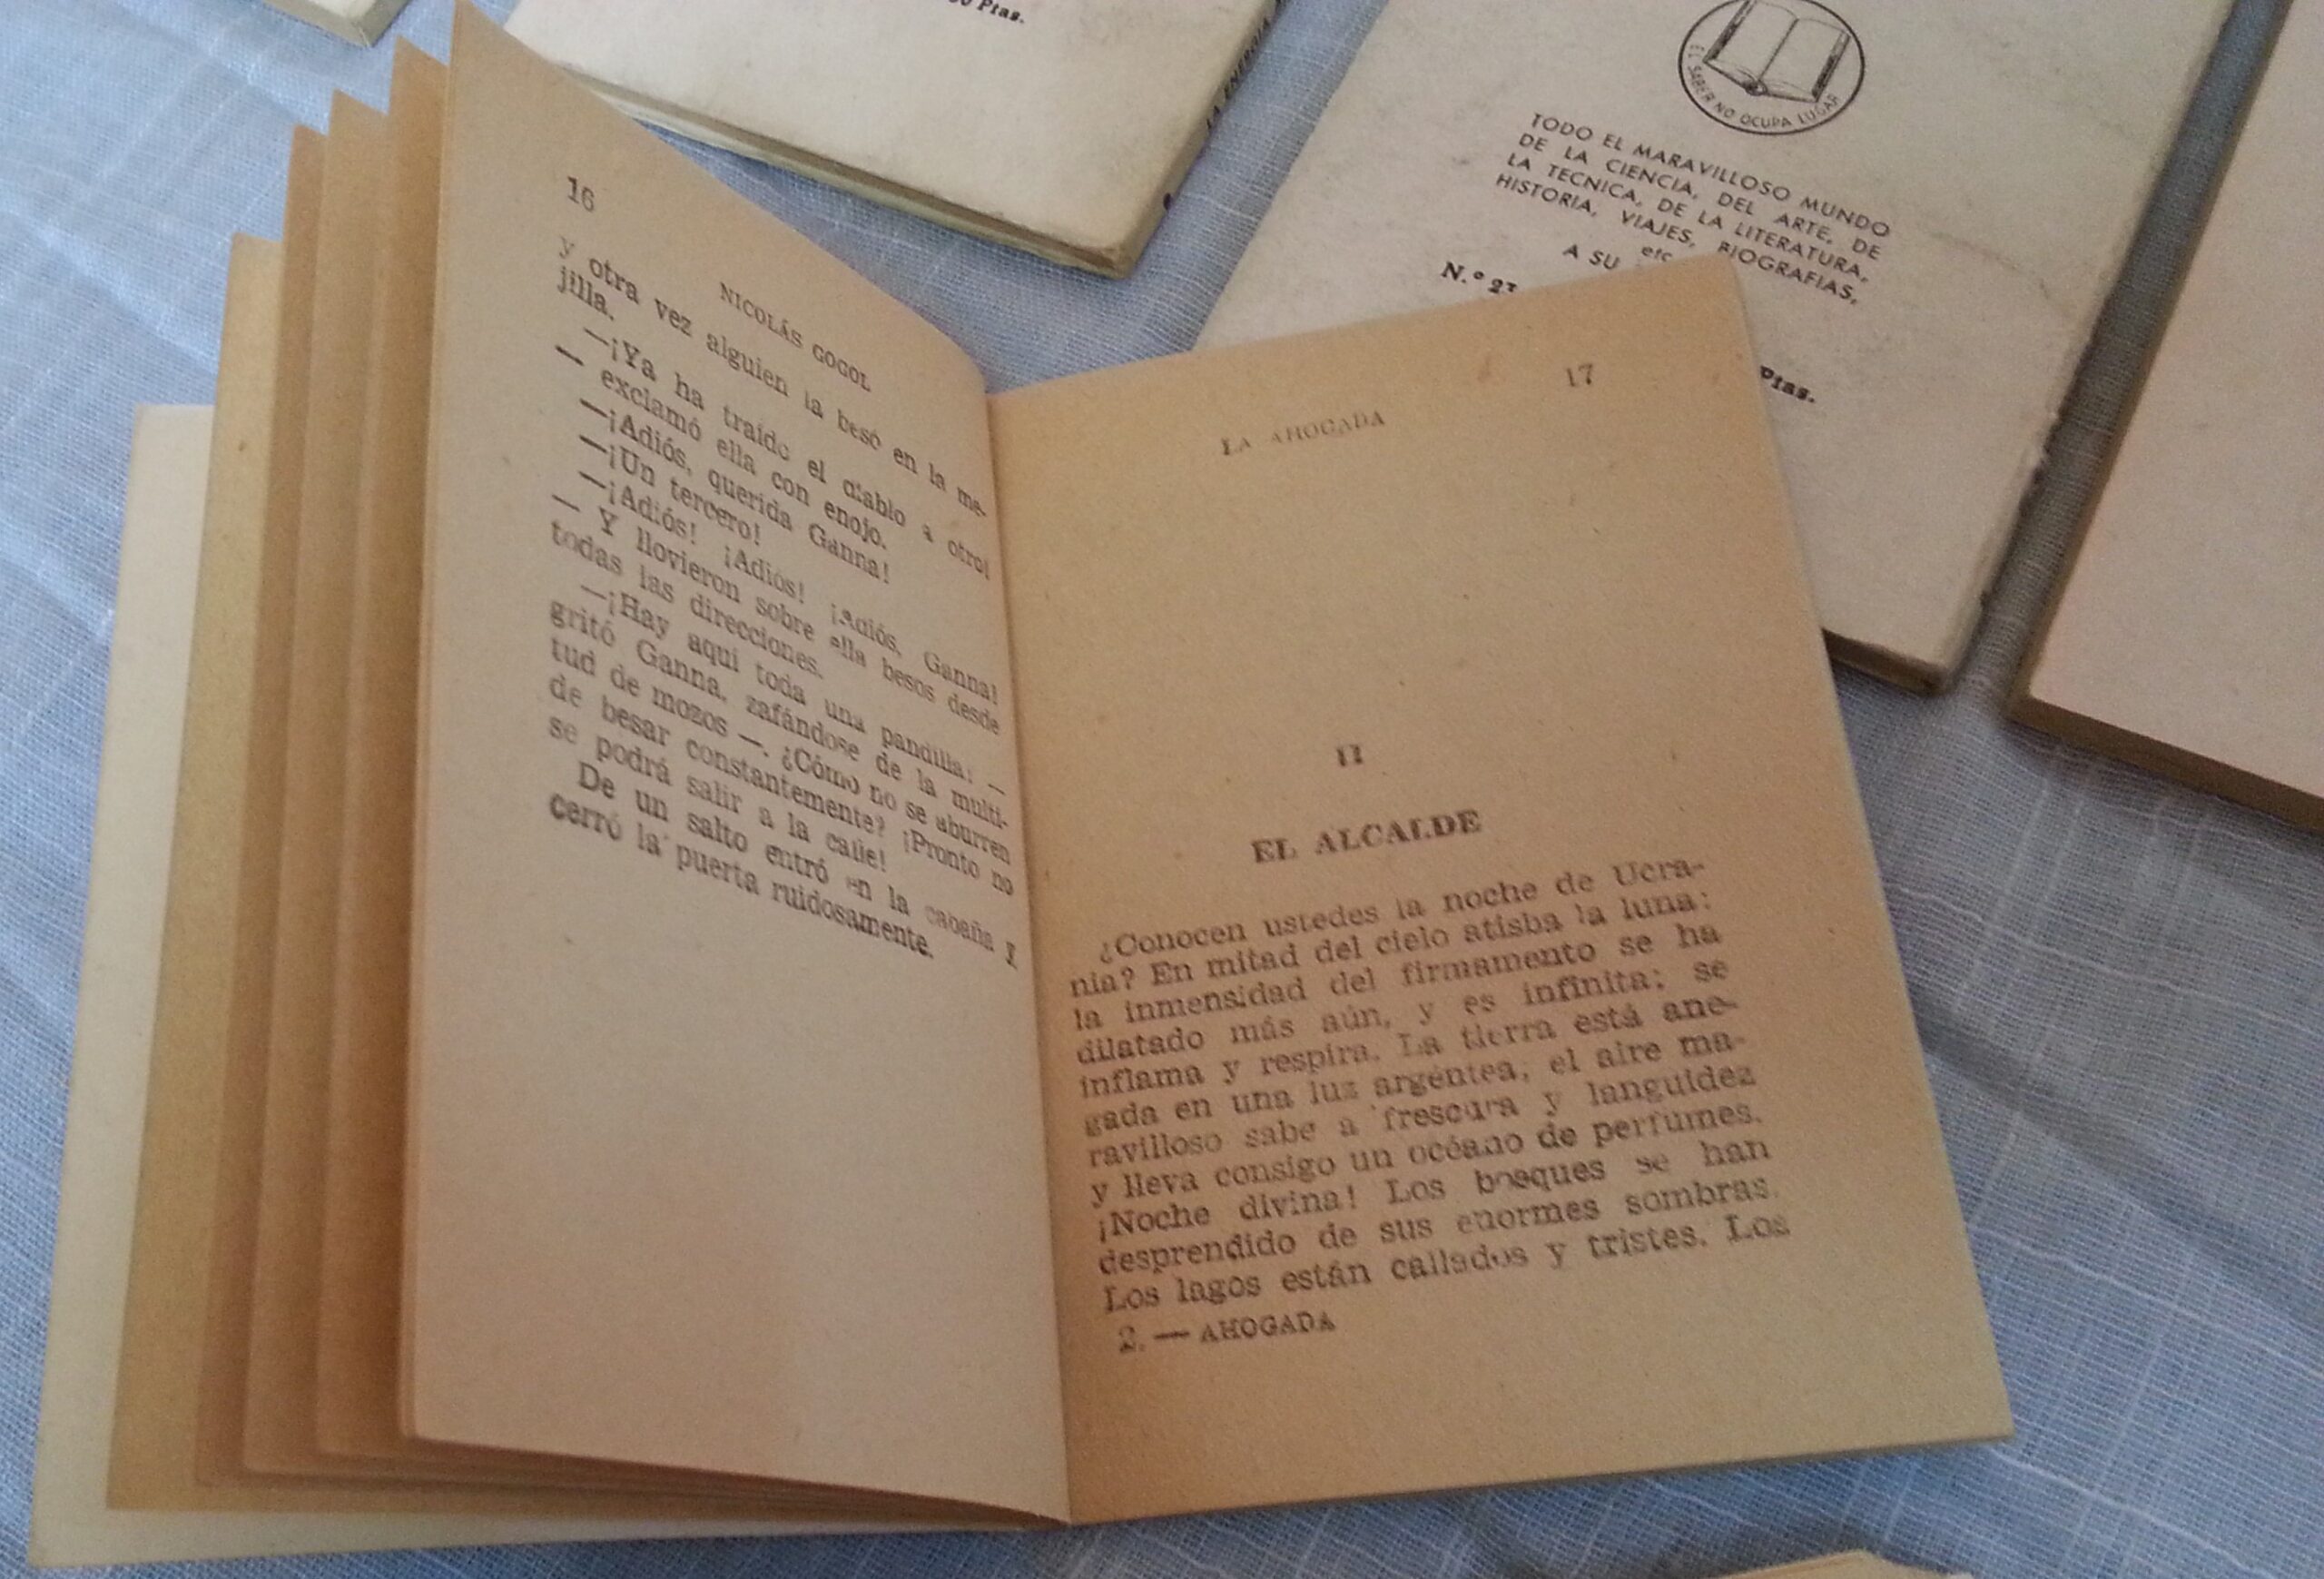 Ptas.
LA ENERGIA
EL SABER NO OCUPA LUGAR
TODO EL MARAVILLOSO MUNDO
DE LA CIENCIA, DEL ARTE, DE
LA TECNICA, DE LA LITERATURA,
HISTORIA, VIAJES, BIOGRAFIAS,
etc
A SU
N.º
Ptas.
16
NICOLÁS GOGOL
y otra vez alguien la besó en la me-
jilla.
—¡Ya ha traído el diablo a otro!
— exclamó ella con enojo.
—¡Adiós, querida Ganna!
—¡Un tercero!
—¡Adiós! ¡Adiós! ¡Adiós, Ganna!
— Y llovieron sobre ella besos desde
todas las direcciones.
—¡Hay aquí toda una pandilla! —
gritó Ganna, zafándose de la multi-
tud de mozos —. ¿Cómo no se aburren
de besar constantemente? ¡Pronto no
se podrá salir a la calle!
De un salto entró en la cabaña y
cerró la puerta ruidosamente.
LA AHOGADA
17
II
EL ALCALDE
¿Conocen ustedes la noche de Ucra-
nia? En mitad del cielo atisba la luna;
la inmensidad del firmamento se ha
dilatado más aún, y es infinita; se
inflama y respira. La tierra está ane-
gada en una luz argéntea; el aire ma-
ravilloso sabe a frescura y languidez
y lleva consigo un océano de perfumes.
¡Noche divina! Los bosques se han
desprendido de sus enormes sombras.
Los lagos están callados y tristes. Los
2. — AHOGADA